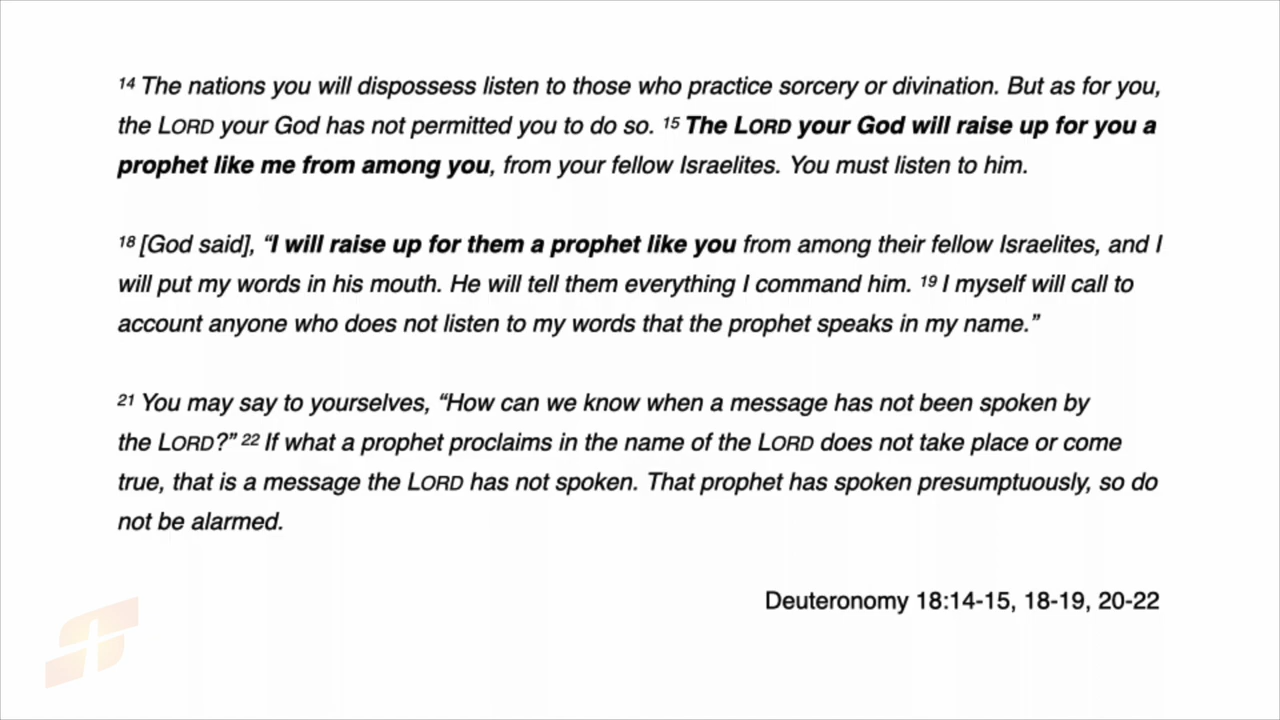 14 The nations you will dispossess listen to those who practice sorcery or divination. But as for you,
the LORD your God has not permitted you to do so. 15 The LORD your God will raise up for you a
prophet like me from among you, from your fellow Israelites. You must listen to him.
18 [God said], “I will raise up for them a prophet like you from among their fellow Israelites, and I
will put my words in his mouth. He will tell them everything I command him. 19 I myself will call to
account anyone who does not listen to my words that the prophet speaks in my name.”
21 You may say to yourselves, “How can we know when a message has not been spoken by
the LORD?” 22 If what a prophet proclaims in the name of the LORD does not take place or come
true, that is a message the LORD has not spoken. That prophet has spoken presumptuously, so do
not be alarmed.
Deuteronomy 18:14-15, 18-19, 20-22